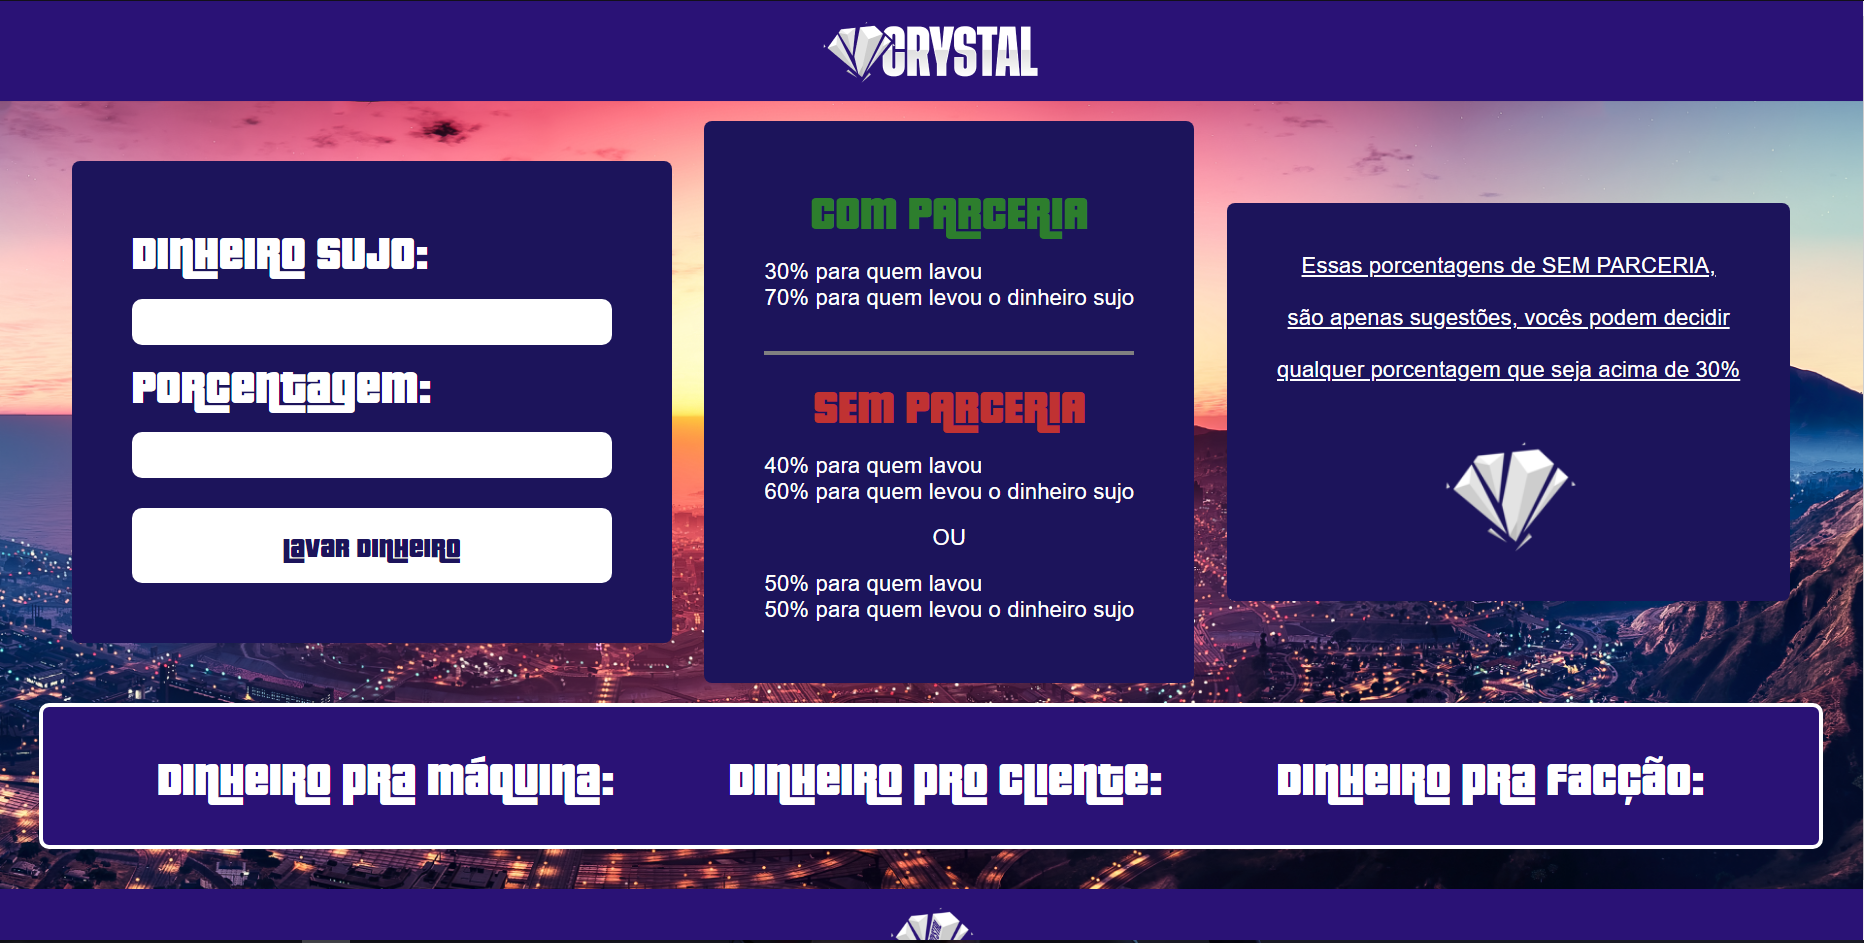 CRYSTAL
DINHEIRO SUJO:
PORCENTAGEM:
LAVAR DINHEIRO
COM PARCERIA
30% para quem lavou
70% para quem levou o dinheiro sujo
SEM PARCERIA
40% para quem lavou
60% para quem levou o dinheiro sujo
OU
50% para quem lavou
50% para quem levou o dinheiro sujo
Essas porcentagens de SEM PARCERIA,
são apenas sugestões, vocês podem decidir
qualquer porcentagem que seja acima de 30%
DINHEIRO PRA MÁQUINA:
DINHEIRO PRO CLIENTE:
DINHEIRO PRA FACÇÃO: